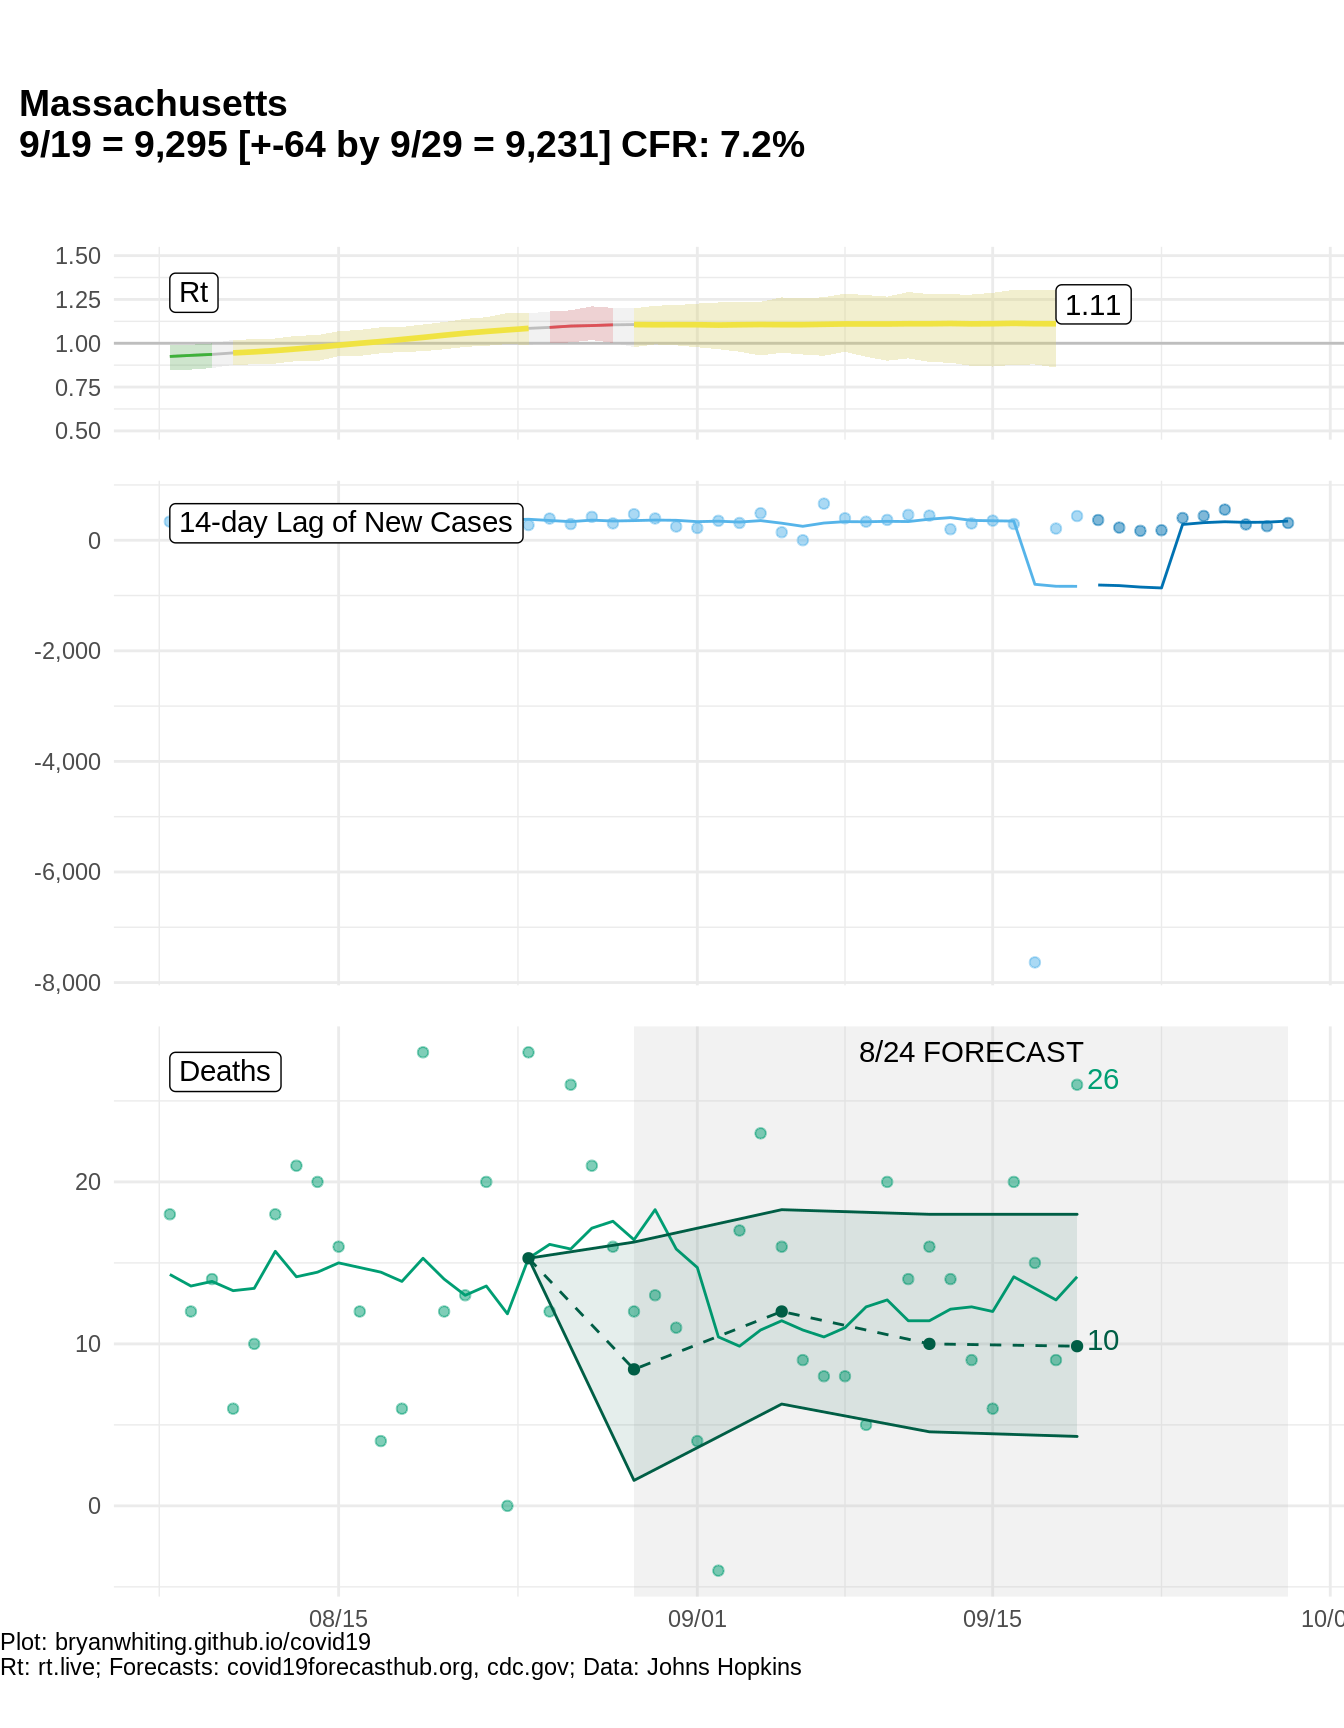 Massachusetts
9/19 = 9,295 [+-64 by 9/29 = 9,231] CFR: 7.2%
1.50
1.25
1.00
0.75
0.50
Rt
1.11
14-day Lag of New Cases
0
-2,000
-4,000
-6,000
-8,000
Deaths
8/24 FORECAST
26
20
10
10
0
08/15
09/01
09/15
10/0
Plot: bryanwhiting.github.io/covid19
Rt: rt.live; Forecasts: covid19forecasthub.org, cdc.gov; Data: Johns Hopkins